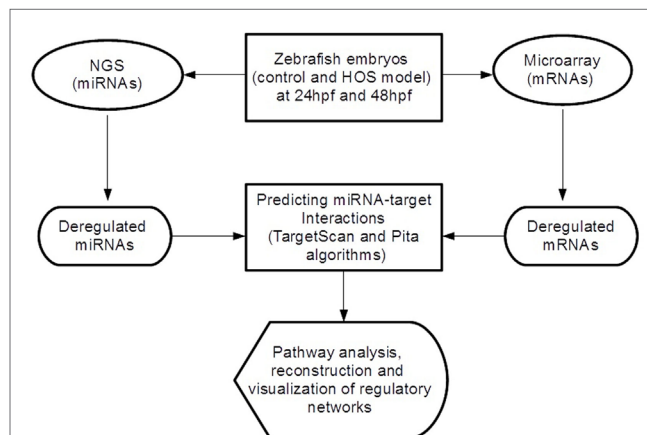 NGS
(miRNAs)
Zebrafish embryos
(control and HOS model)
at 24hpf and 48hpf
Microarray
(mRNAs)
Deregulated
miRNAs
Predicting miRNA-target
Interactions
(TargetScan and Pita
algorithms)
Deregulated
mRNAs
Pathway analysis,
reconstruction and
visualization of regulatory
networks